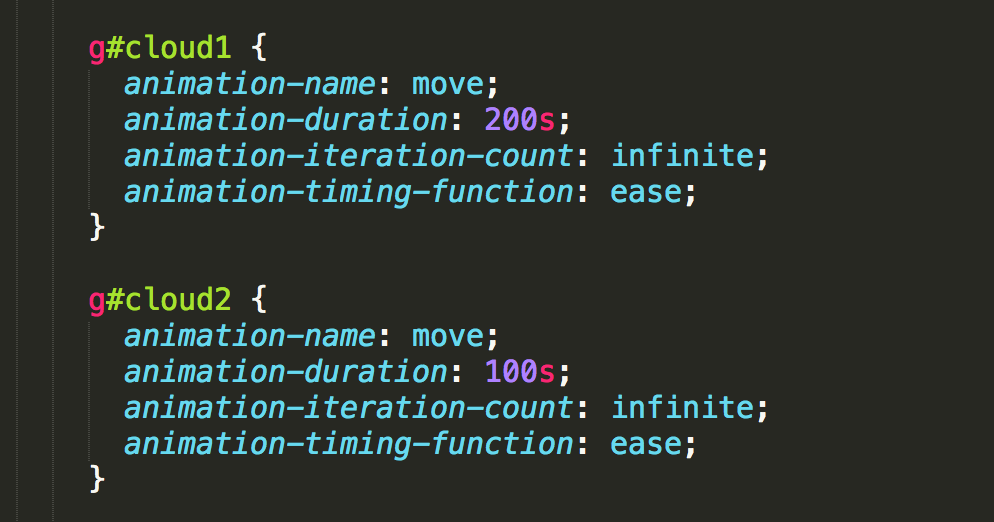 g#cloud1 {
animation-name: move;
animation-duration: 200s;
animation-iteration-count: infinite;
animation-timing-function: ease;
}
g#cloud2 {
animation-name: move;
animation-duration: 100s;
animation-iteration-count: infinite;
animation-timing-function: ease;
}